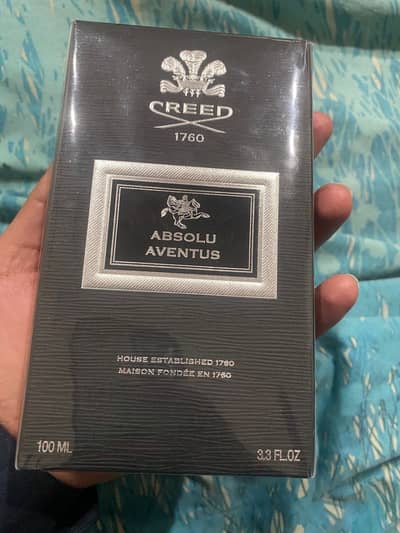 CREED
1760
ABSOLU
AVENTUS
HOUSE ESTABLISHED 1760
MAISON FONDÉE EN 1760
100 ML
3.3 FL.OZ